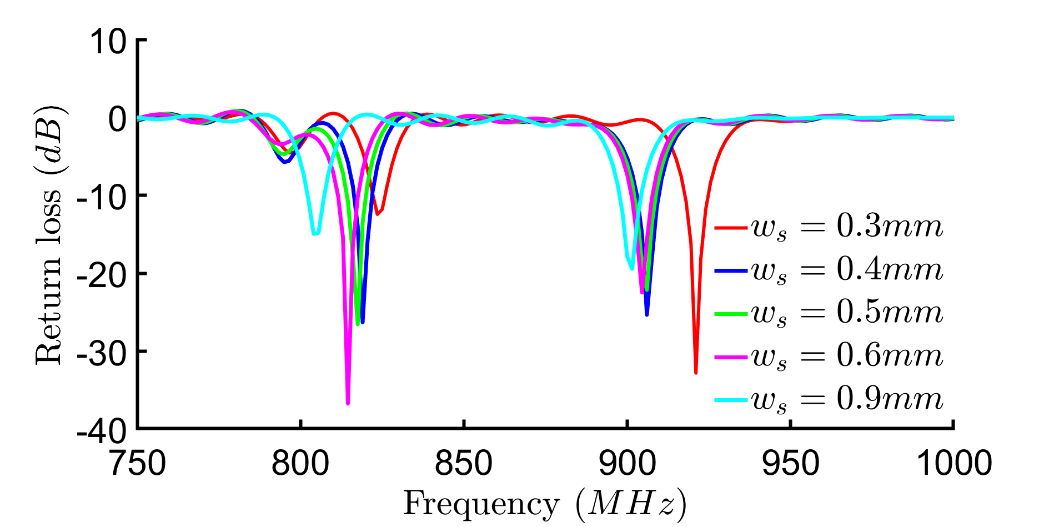 10
0
-10
-20
-30
-40
Return loss (dB)
w_s = 0.3mm
w_s = 0.4mm
w_s = 0.5mm
w_s = 0.6mm
w_s = 0.9mm
750 800 850 900 950 1000
Frequency (MHz)